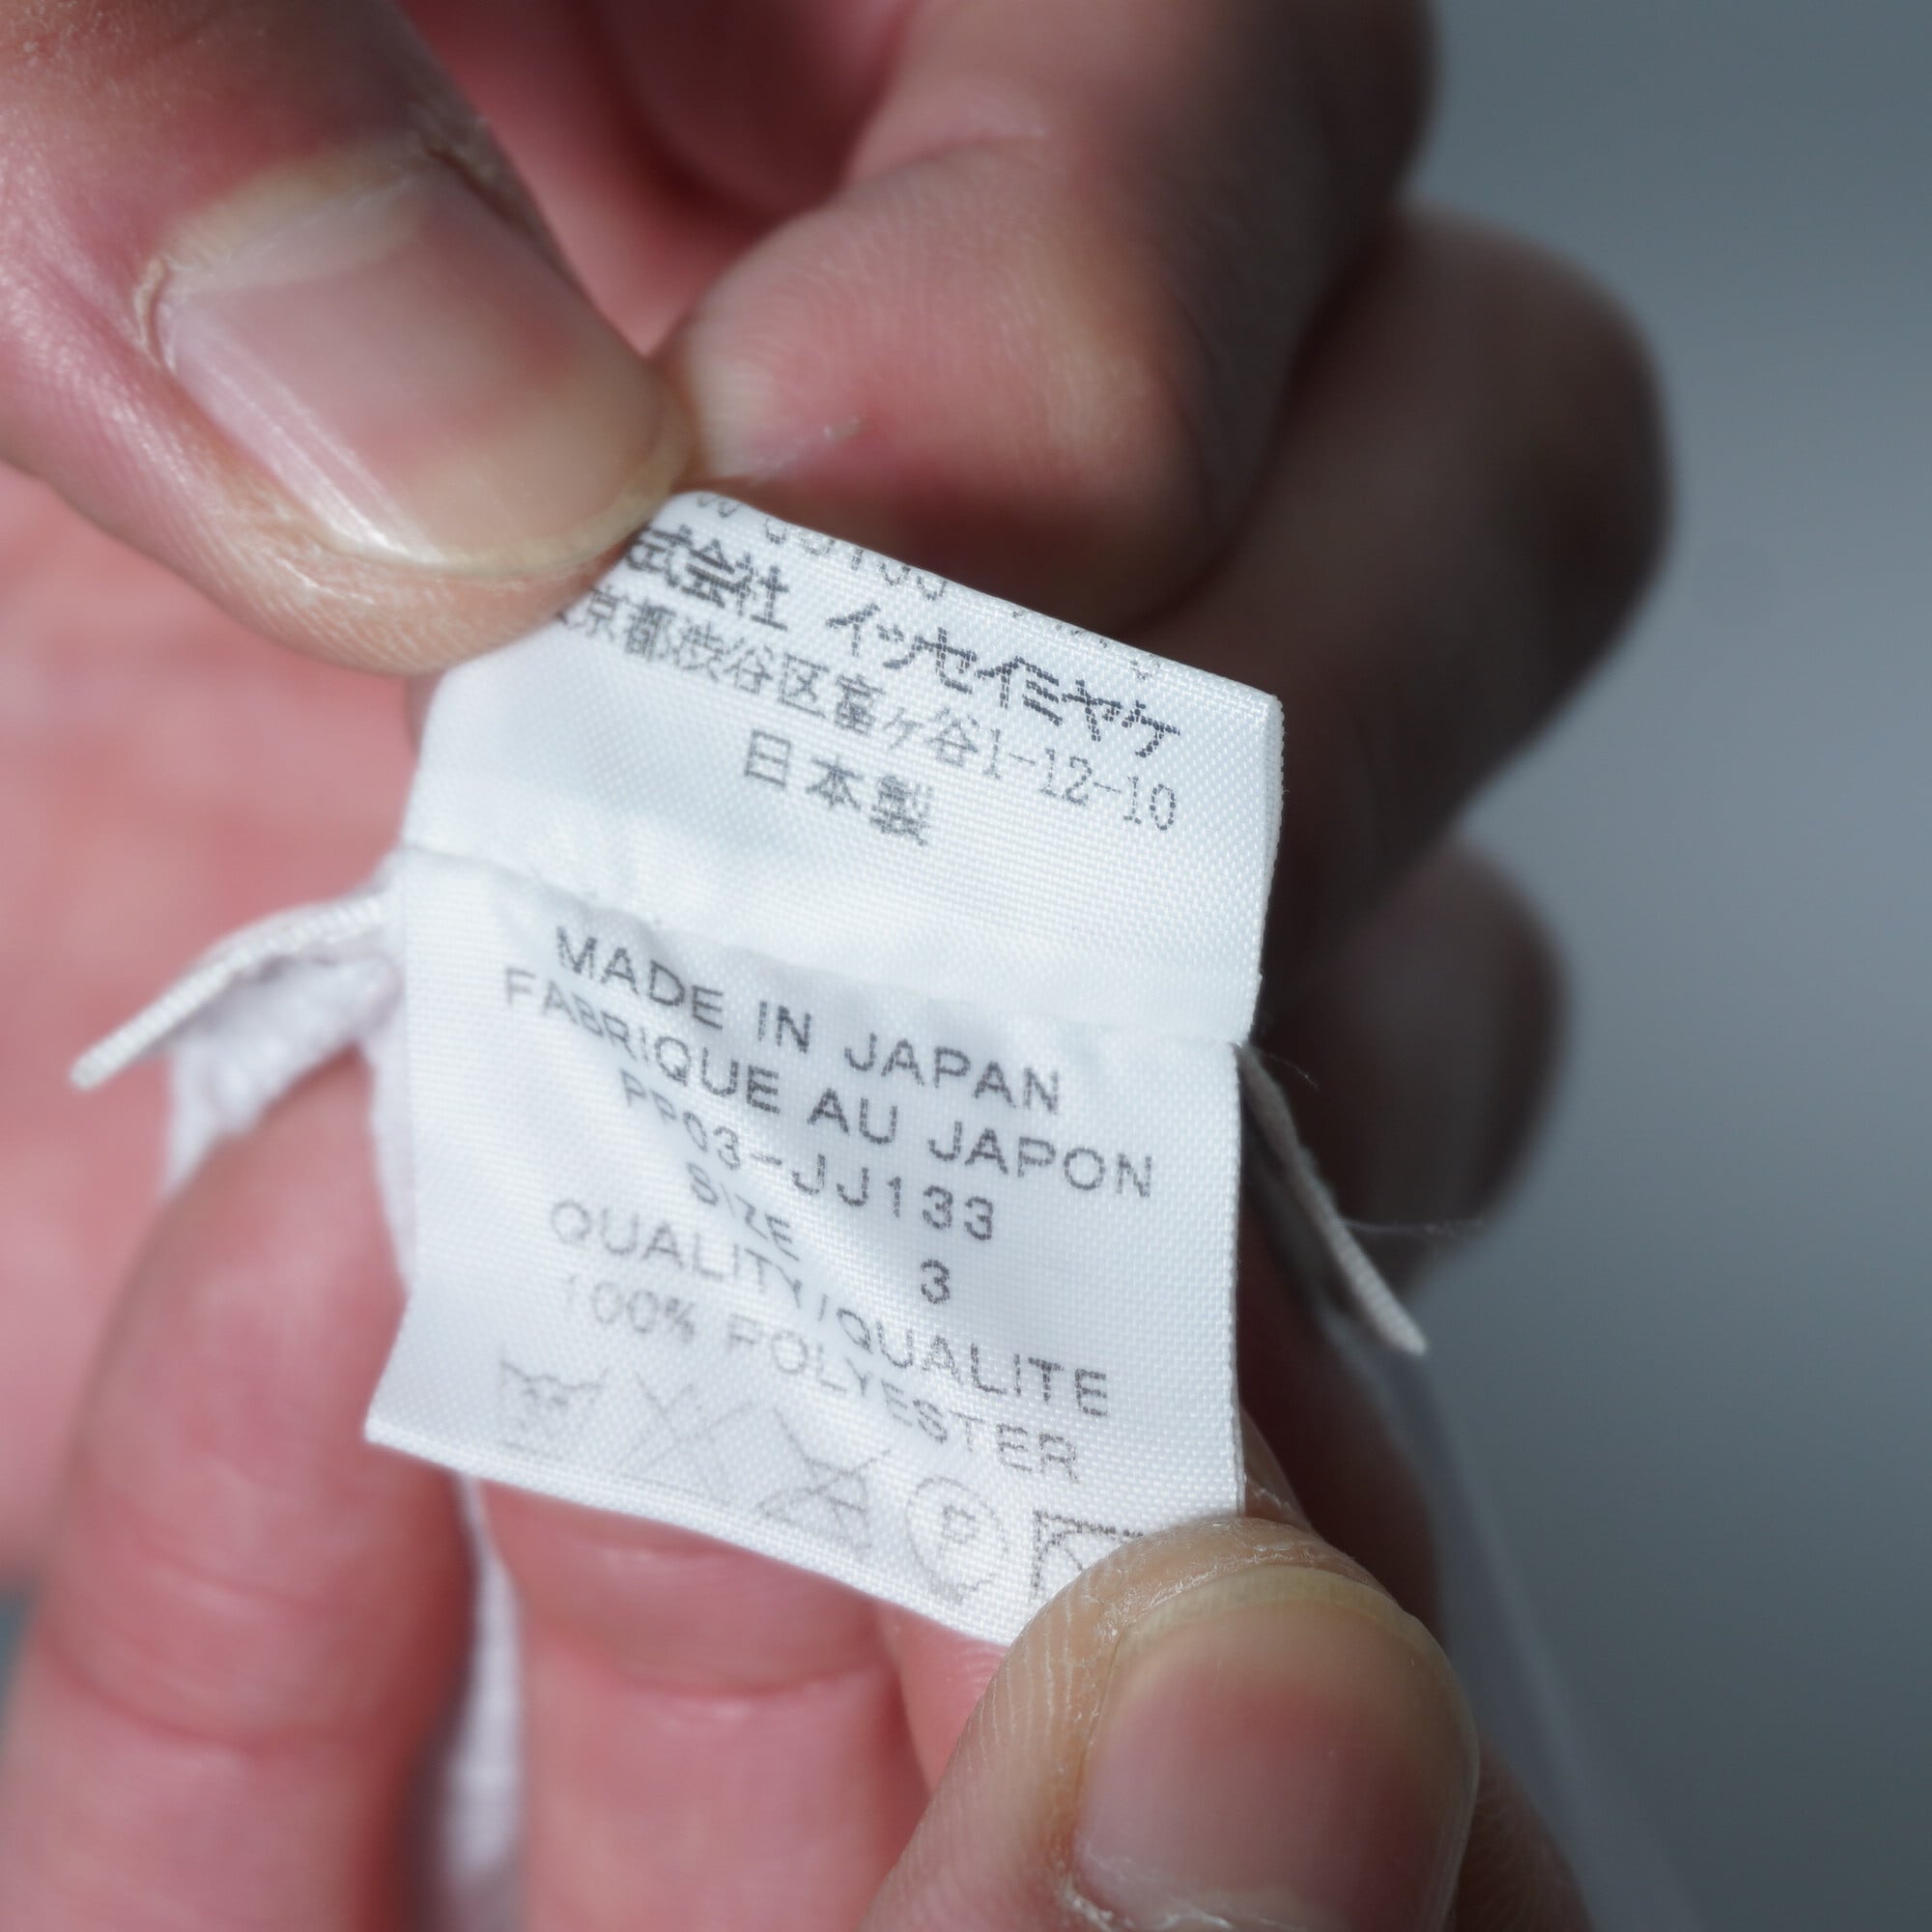 式会社 イッセイミヤケ
京都渋谷区富ヶ谷1-12-10
日本製
MADE IN JAPAN
FABRIQUE AU JAPON
PP03-JJ133
SIZE 3
QUALITY/QUALITE
100% POLYESTER
P